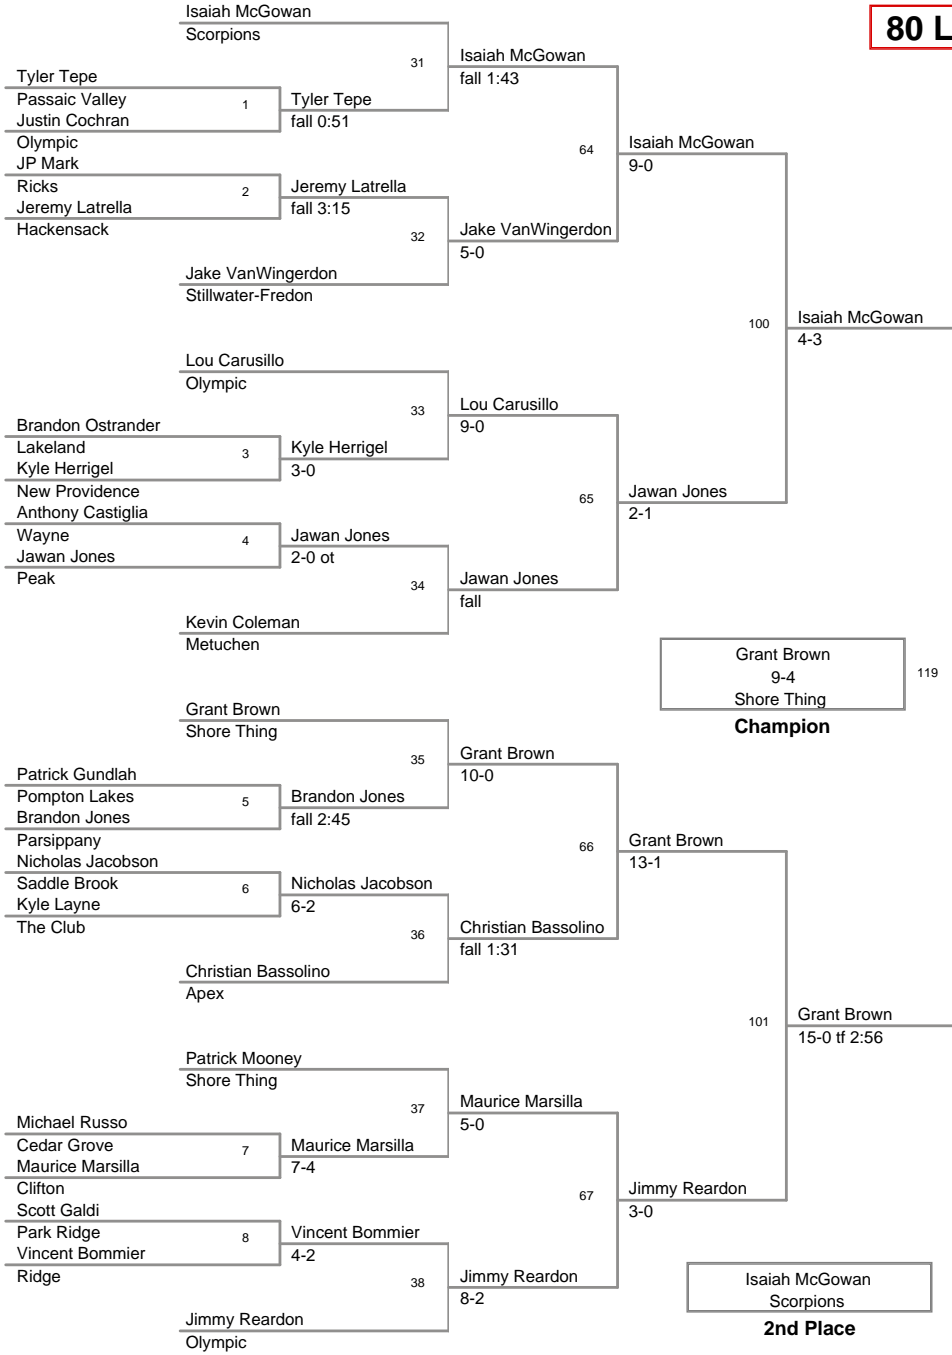 Isaiah McGowan
Scorpions
80 L
31
Isaiah McGowan
fall 1:43
Tyler Tepe
Passaic Valley
1
Tyler Tepe
Justin Cochran
fall 0:51
Olympic
64
Isaiah McGowan
9-0
JP Mark
Ricks
2
Jeremy Latrella
Jeremy Latrella
fall 3:15
Hackensack
32
Jake VanWingerdon
5-0
Jake VanWingerdon
Stillwater-Fredon
100
Isaiah McGowan
4-3
Lou Carusillo
Olympic
33
Lou Carusillo
9-0
Brandon Ostrander
Lakeland
3
Kyle Herrigel
Kyle Herrigel
3-0
New Providence
65
Jawan Jones
2-1
Anthony Castiglia
Wayne
4
Jawan Jones
Jawan Jones
2-0 ot
Peak
34
Jawan Jones
fall
Kevin Coleman
Metuchen
Grant Brown
9-4
Shore Thing
119
Champion
Grant Brown
Shore Thing
35
Grant Brown
10-0
Patrick Gundlah
Pompton Lakes
5
Brandon Jones
Brandon Jones
fall 2:45
Parsippany
66
Grant Brown
13-1
Nicholas Jacobson
Saddle Brook
6
Nicholas Jacobson
Kyle Layne
6-2
The Club
36
Christian Bassolino
fall 1:31
Christian Bassolino
Apex
101
Grant Brown
15-0 tf 2:56
Patrick Mooney
Shore Thing
37
Maurice Marsilla
5-0
Michael Russo
Cedar Grove
7
Maurice Marsilla
Maurice Marsilla
7-4
Clifton
67
Jimmy Reardon
3-0
Scott Galdi
Park Ridge
8
Vincent Bommier
Vincent Bommier
4-2
Ridge
38
Jimmy Reardon
8-2
Jimmy Reardon
Olympic
Isaiah McGowan
Scorpions
2nd Place